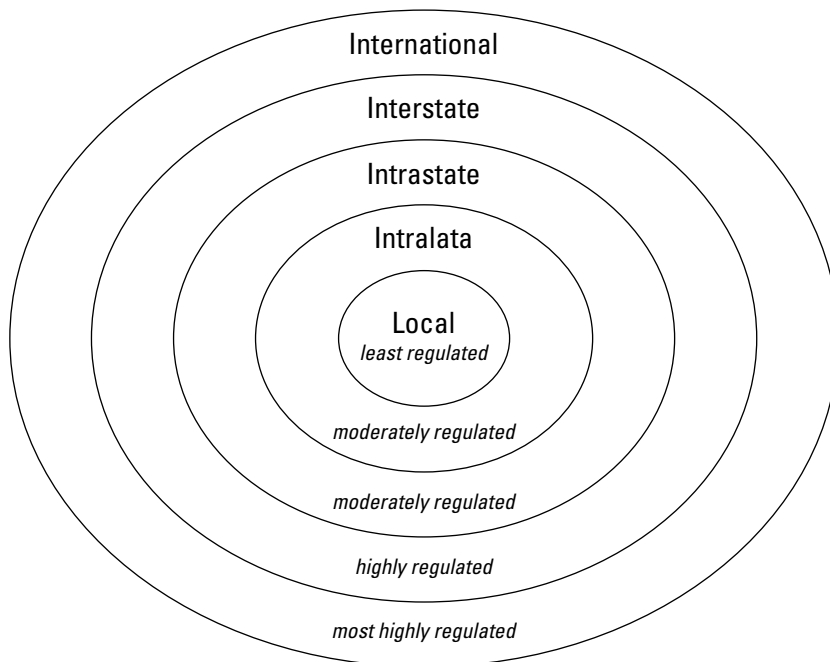 International
Interstate
Intrastate
Intralata
Local
least regulated
moderately regulated
moderately regulated
highly regulated
most highly regulated